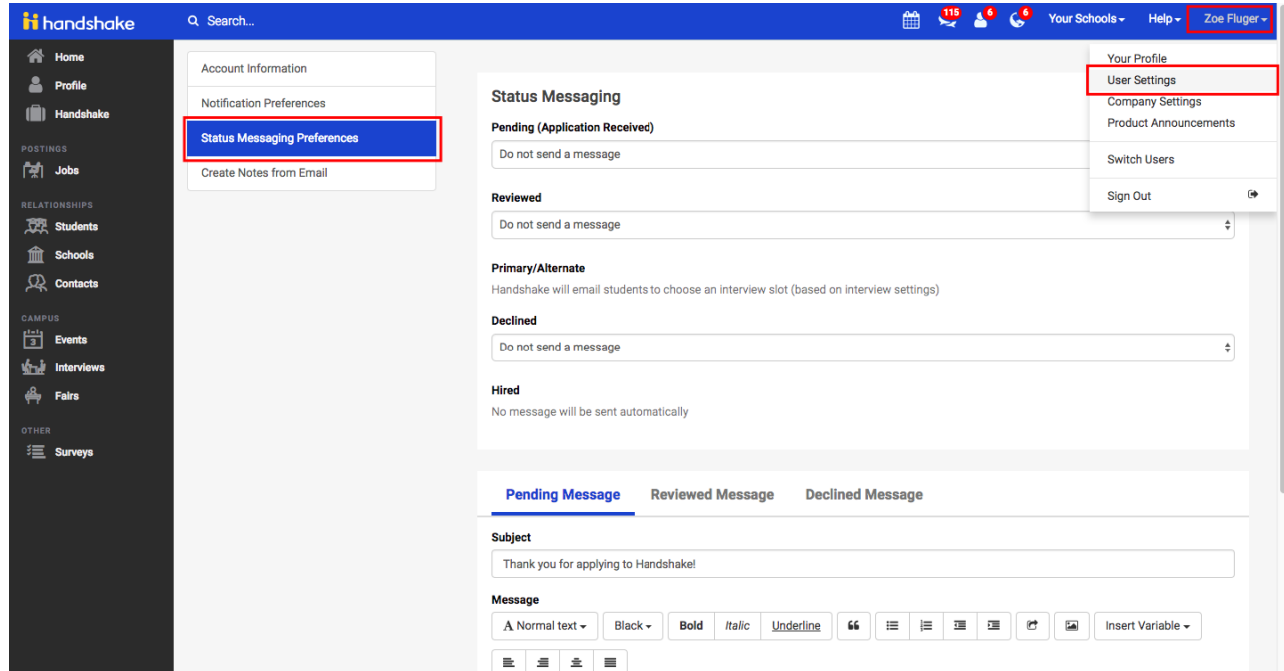 handshake
Search...
115
6
6
Your Schools
Help
Zoe Fluger
Home
Profile
Handshake
POSTINGS
Jobs
RELATIONSHIPS
Students
Schools
Contacts
CAMPUS
3
Events
Interviews
Fairs
OTHER
Surveys
Account Information
Notification Preferences
Status Messaging Preferences
Create Notes from Email
Your Profile
User Settings
Company Settings
Product Announcements
Switch Users
Sign Out
Status Messaging
Pending (Application Received)
Do not send a message
Reviewed
Do not send a message
Primary/Alternate
Handshake will email students to choose an interview slot (based on interview settings)
Declined
Do not send a message
Hired
No message will be sent automatically
Pending Message
Reviewed Message
Declined Message
Subject
Thank you for applying to Handshake!
Message
A Normal text
Black
Bold
Italic
Underline
Insert Variable